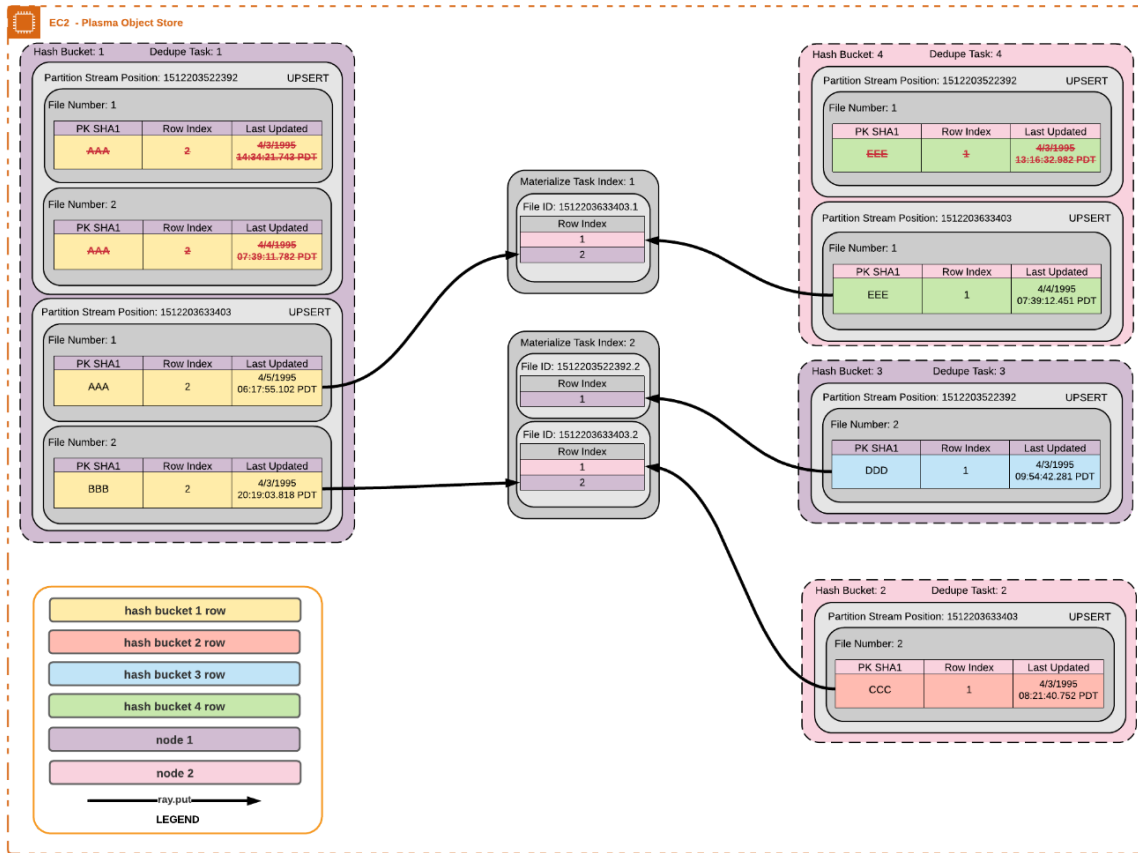 EC2 - Plasma Object Store
Hash Bucket: 1 Dedupe Task: 1
Partition Stream Position: 1512203522392 UPSERT
File Number: 1
PK SHA1 Row Index Last Updated
AAA 2 4/3/1995
14:34:21.743 PDT
File Number: 2
PK SHA1 Row Index Last Updated
AAA 2 4/4/1995
07:39:11.782 PDT
Partition Stream Position: 1512203633403 UPSERT
File Number: 1
PK SHA1 Row Index Last Updated
AAA 2 4/5/1995
06:17:55.102 PDT
File Number: 2
PK SHA1 Row Index Last Updated
BBB 2 4/3/1995
20:19:03.818 PDT
Materialize Task Index: 1
File ID: 1512203633403.1
Row Index
1
2
Materialize Task Index: 2
File ID: 1512203522392.2
Row Index
1
File ID: 1512203633403.2
Row Index
1
2
Hash Bucket: 4 Dedupe Task: 4
Partition Stream Position: 1512203522392 UPSERT
File Number: 1
PK SHA1 Row Index Last Updated
EEE 1 4/3/1995
13:16:32.982 PDT
Partition Stream Position: 1512203633403 UPSERT
File Number: 1
PK SHA1 Row Index Last Updated
EEE 1 4/4/1995
07:39:12.451 PDT
Hash Bucket: 3 Dedupe Task: 3
Partition Stream Position: 1512203522392 UPSERT
File Number: 2
PK SHA1 Row Index Last Updated
DDD 1 4/3/1995
09:54:42.281 PDT
Hash Bucket: 2 Dedupe Taskt: 2
Partition Stream Position: 1512203633403 UPSERT
File Number: 2
PK SHA1 Row Index Last Updated
CCC 1 4/3/1995
08:21:40.752 PDT
hash bucket 1 row
hash bucket 2 row
hash bucket 3 row
hash bucket 4 row
node 1
node 2
ray.put
LEGEND